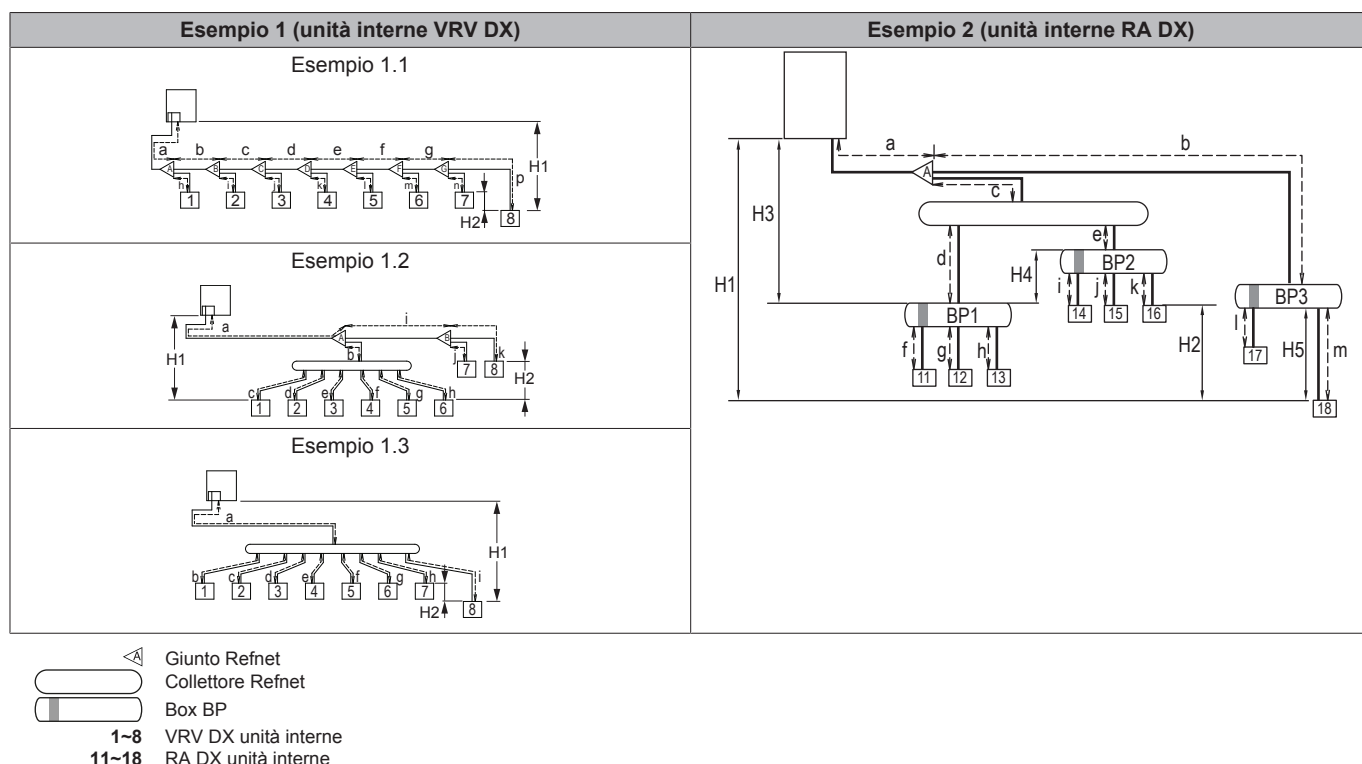 Esempio 1 (unità interne VRV DX)
Esempio 2 (unità interne RA DX)
Esempio 1.1
a b c d e f g
A B C D E F G
h i j k l m n p
1 2 3 4 5 6 7 8
H1
H2
Esempio 1.2
a i
A B
b j k
H1
c d e f g h
1 2 3 4 5 6 7 8
H2
Esempio 1.3
a
b c d e f g h i
1 2 3 4 5 6 7 8
H1
H2
a b
A
c
H3
d e
H1
H4
BP2
BP1
BP3
i j k
14 15 16
f g h
11 12 13
H2
l
17
H5
m
18
A Giunto Refnet
Collettore Refnet
Box BP
1~8 VRV DX unità interne
11~18 RA DX unità interne